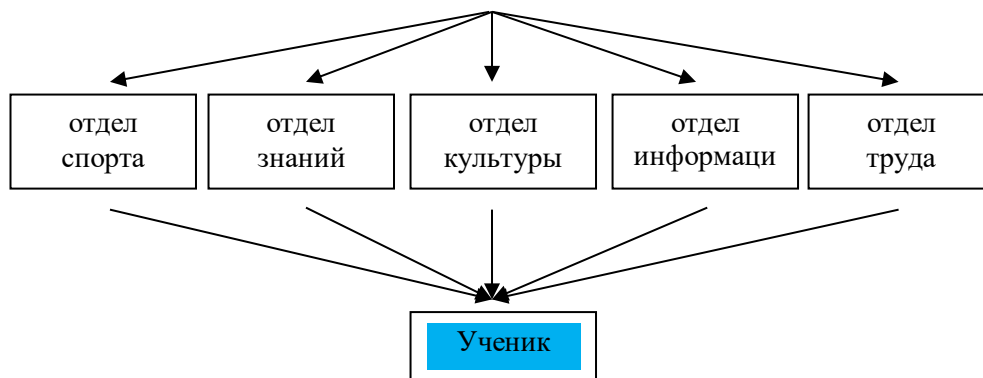 отдел
спорта
отдел
знаний
отдел
культуры
отдел
информаци
отдел
труда
Ученик